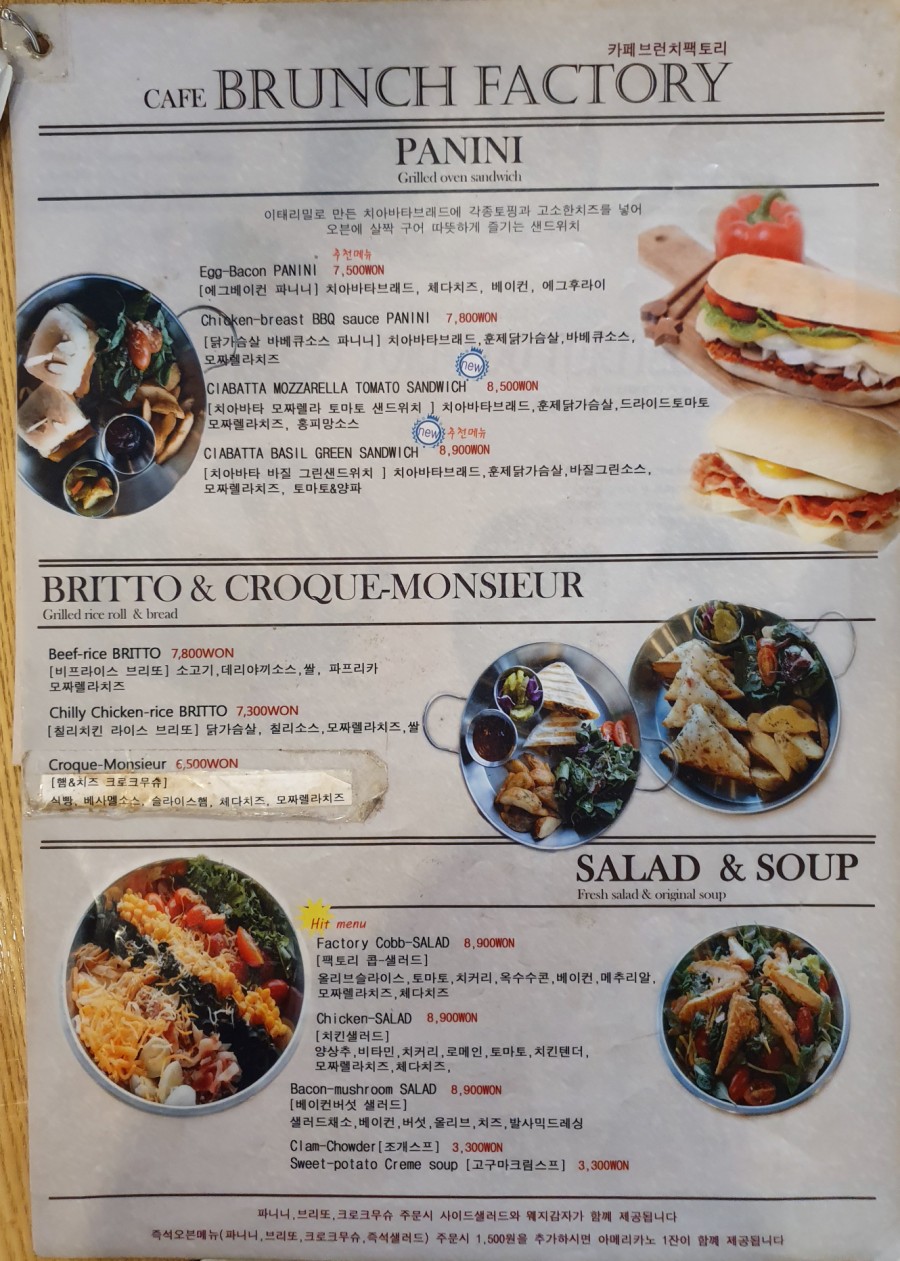 카페브런치팩토리
CAFE BRUNCH FACTORY
PANINI
Grilled oven sandwich
이태리밀로 만든 치아바타브래드에 각종토핑과 고소한치즈를 넣어
오븐에 살짝 구어 따뜻하게 즐기는 샌드위치
추천메뉴
Egg-Bacon PANINI 7,500WON
[에그베이컨 파니니] 치아바타브래드, 체다치즈, 베이컨, 에그후라이
Chicken-breast BBQ sauce PANINI 7,800WON
[닭가슴살 바베큐소스 파니니] 치아바타브래드,훈제닭가슴살,바베큐소스,
모짜렐라치즈
new
CIABATTA MOZZARELLA TOMATO SANDWICH 8,500WON
[치아바타 모짜렐라 토마토 샌드위치 ] 치아바타브래드,훈제닭가슴살,드라이드토마토
모짜렐라치즈, 홍피망소스
new 추천메뉴
CIABATTA BASIL GREEN SANDWICH 8,900WON
[치아바타 바질 그린샌드위치 ] 치아바타브래드,훈제닭가슴살,바질그린소스,
모짜렐라치즈, 토마토&양파
BRITTO & CROQUE-MONSIEUR
Grilled rice roll & bread
Beef-rice BRITTO 7,800WON
[비프라이스 브리또] 소고기,데리야끼소스,쌀, 파프리카
모짜렐라치즈
Chilly Chicken-rice BRITTO 7,300WON
[칠리치킨 라이스 브리또] 닭가슴살, 칠리소스,모짜렐라치즈,쌀
Croque-Monsieur 6,500WON
[햄&치즈 크로크무슈]
식빵, 베사멜소스, 슬라이스햄, 체다치즈, 모짜렐라치즈
SALAD & SOUP
Fresh salad & original soup
Hit menu
Factory Cobb-SALAD 8,900WON
[팩토리 콥-샐러드]
올리브슬라이스,토마토,치커리,옥수수콘,베이컨,메추리알,
모짜렐라치즈,체다치즈
Chicken-SALAD 8,900WON
[치킨샐러드]
양상추,비타민,치커리,로메인,토마토,치킨텐더,
모짜렐라치즈,체다치즈,
Bacon-mushroom SALAD 8,900WON
[베이컨버섯 샐러드]
샐러드채소,베이컨,버섯,올리브,치즈,발사믹드레싱
Clam-Chowder[조개스프] 3,300WON
Sweet-potato Creme soup [고구마크림스프] 3,300WON
파니니,브리또,크로크무슈 주문시 사이드샐러드와 웨지감자가 함께 제공됩니다
즉석오븐메뉴(파니니,브리또,크로크무슈,즉석샐러드) 주문시 1,500원을 추가하시면 아메리카노 1잔이 함께 제공됩니다